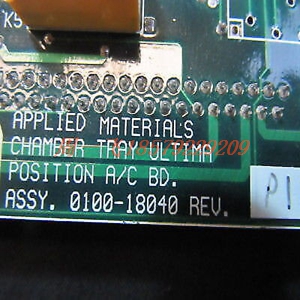 K5
APPLIED MATERIALS
CHAMBER TRAY ULTIMA
POSITION A/C BD.
ASSY. 0100-18040 REV.
P1